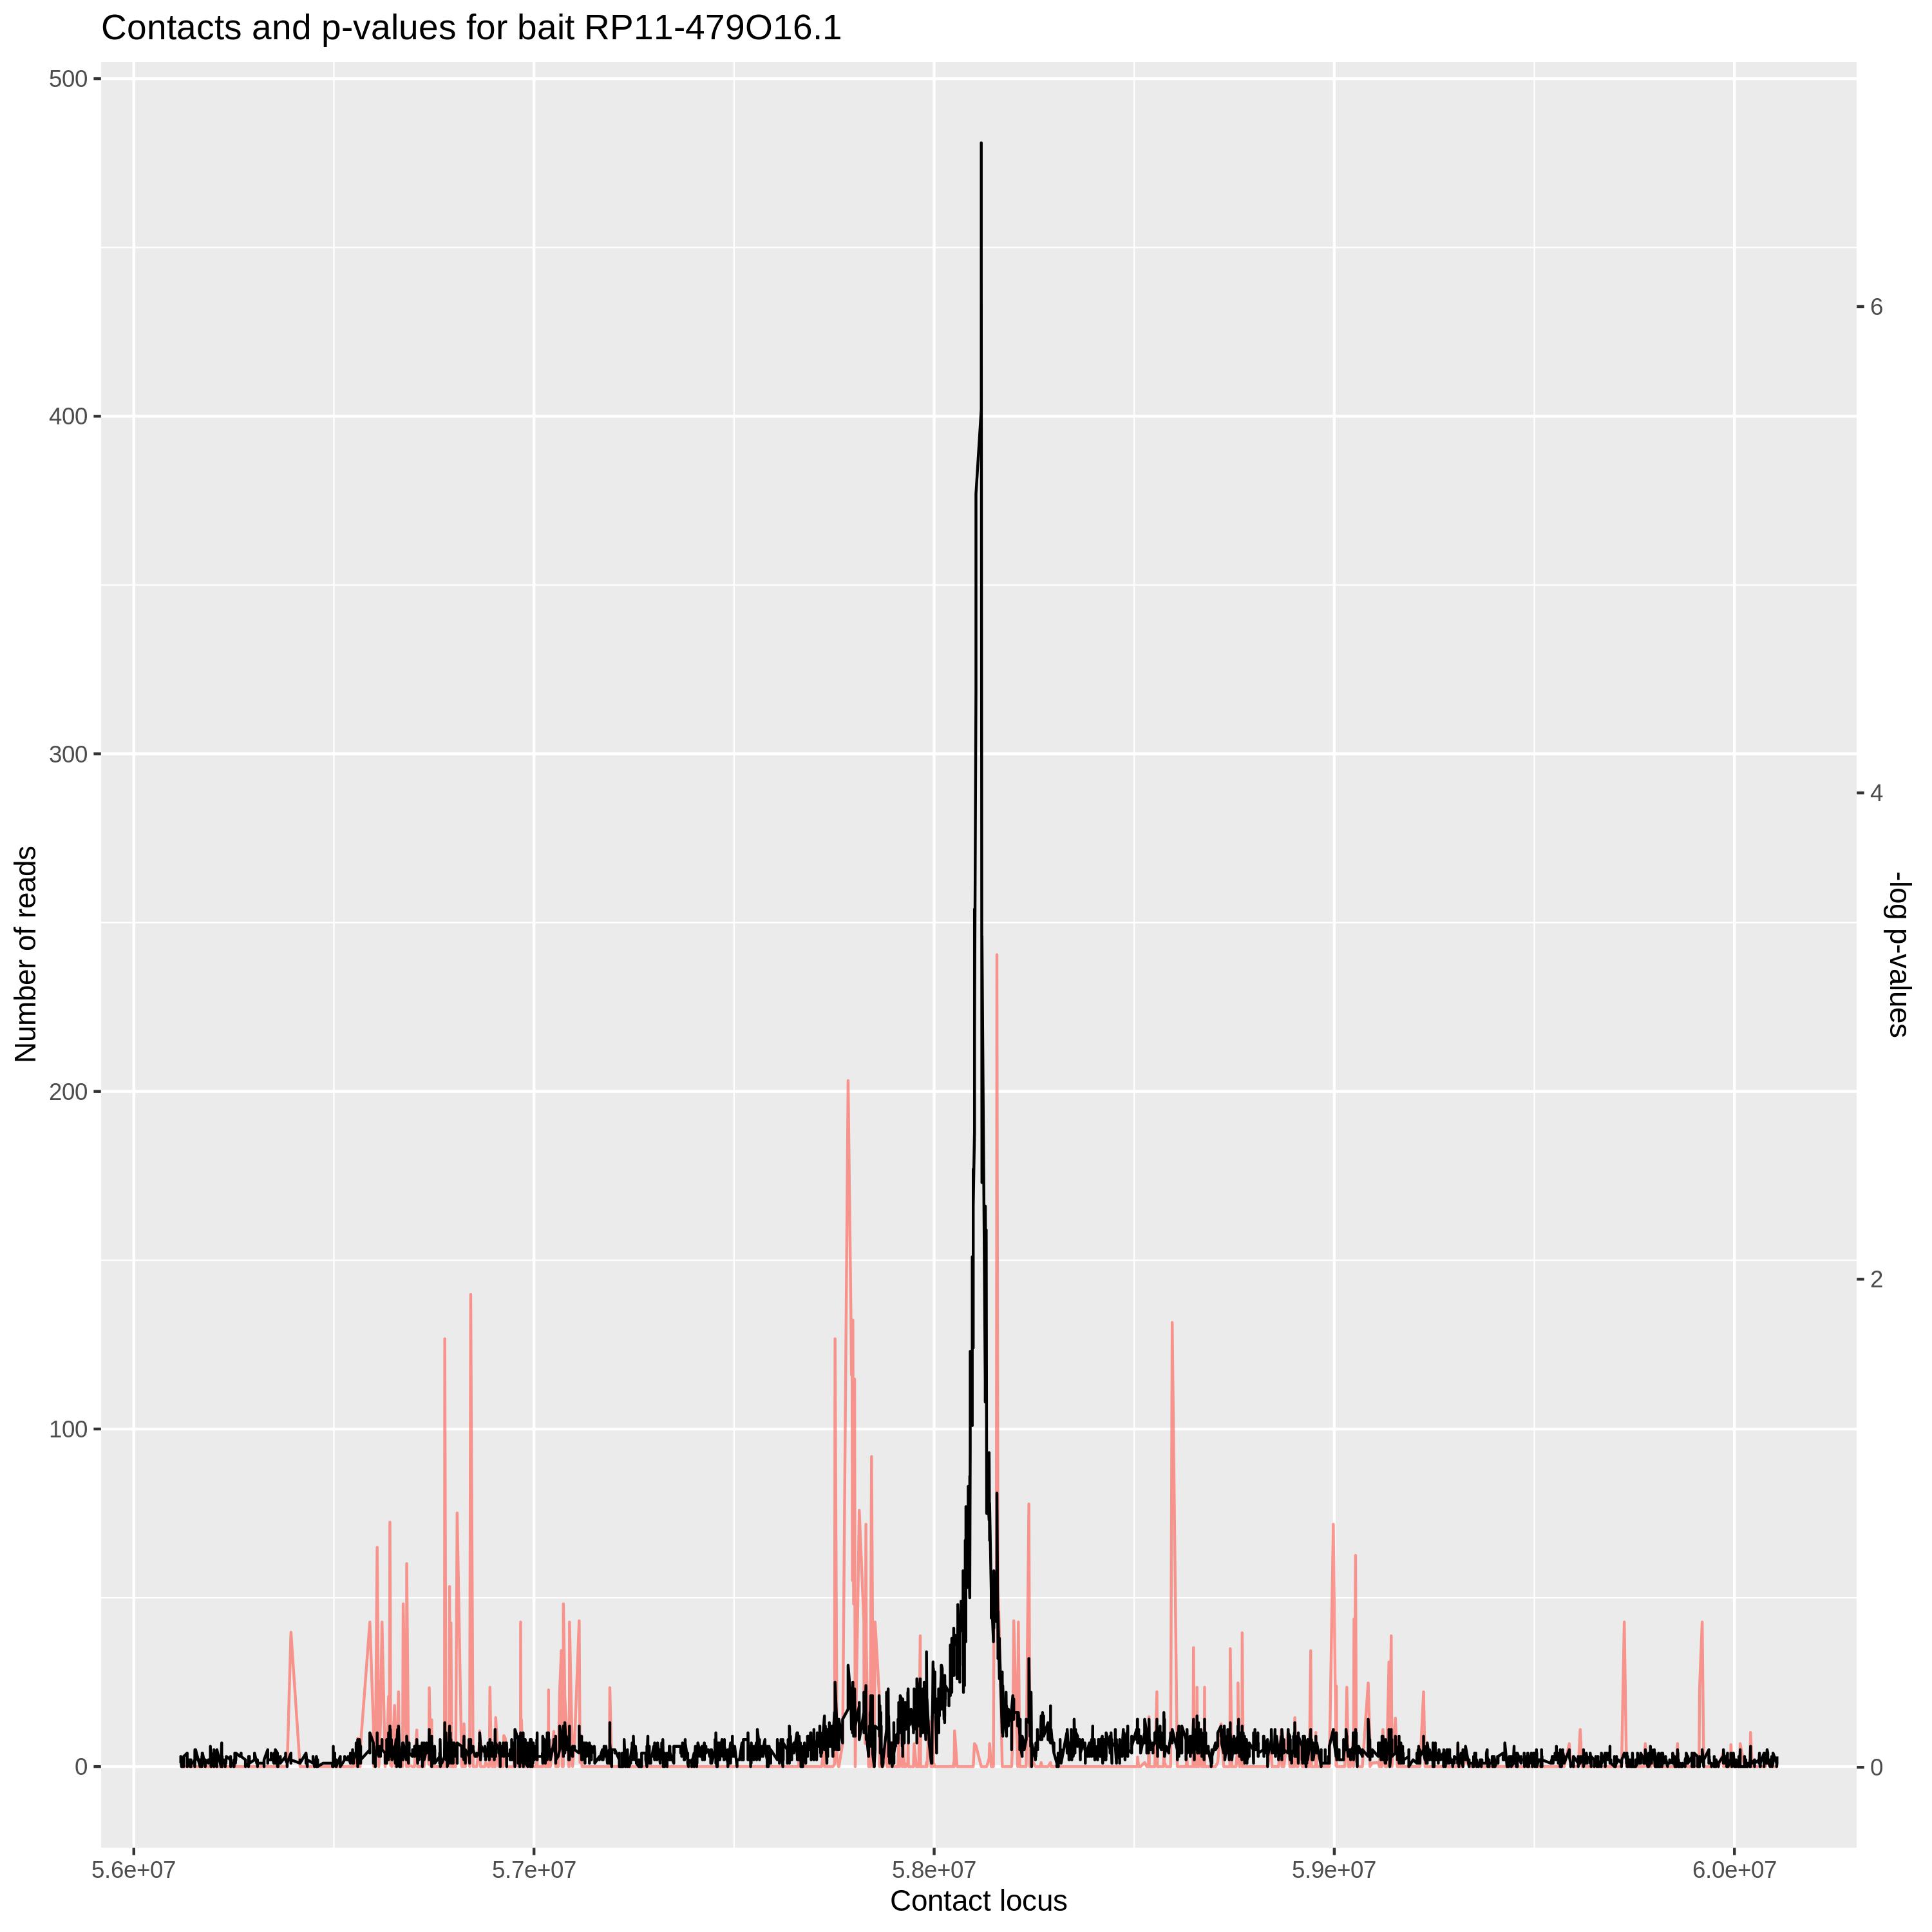 Contacts and p-values for bait RP11-479O16.1
500
400
300
200
100
0
Number of reads
6
4
2
0
-log p-values
5.6e+07
5.7e+07
5.8e+07
5.9e+07
6.0e+07
Contact locus